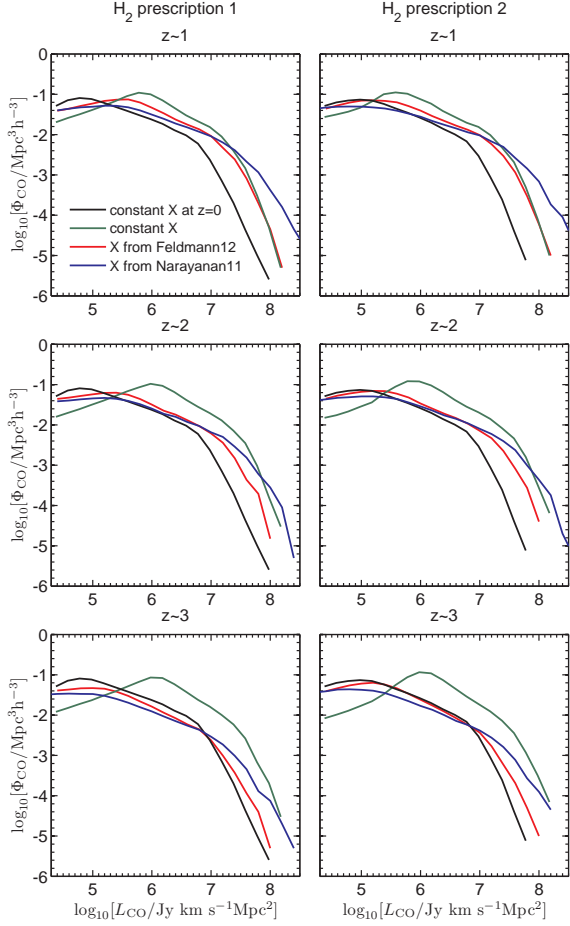 H2 prescription 1
H2 prescription 2
z~1
z~1
0
-1
-2
-3
-4
-5
-6
log10[ΦCO/Mpc3h−3]
constant X at z=0
constant X
X from Feldmann12
X from Narayanan11
5 6 7 8
5 6 7 8
z~2
z~2
0
-1
-2
-3
-4
-5
-6
log10[ΦCO/Mpc3h−3]
5 6 7 8
5 6 7 8
z~3
z~3
0
-1
-2
-3
-4
-5
-6
log10[ΦCO/Mpc3h−3]
5 6 7 8
5 6 7 8
log10[LCO/Jy km s−1Mpc2]
log10[LCO/Jy km s−1Mpc2]